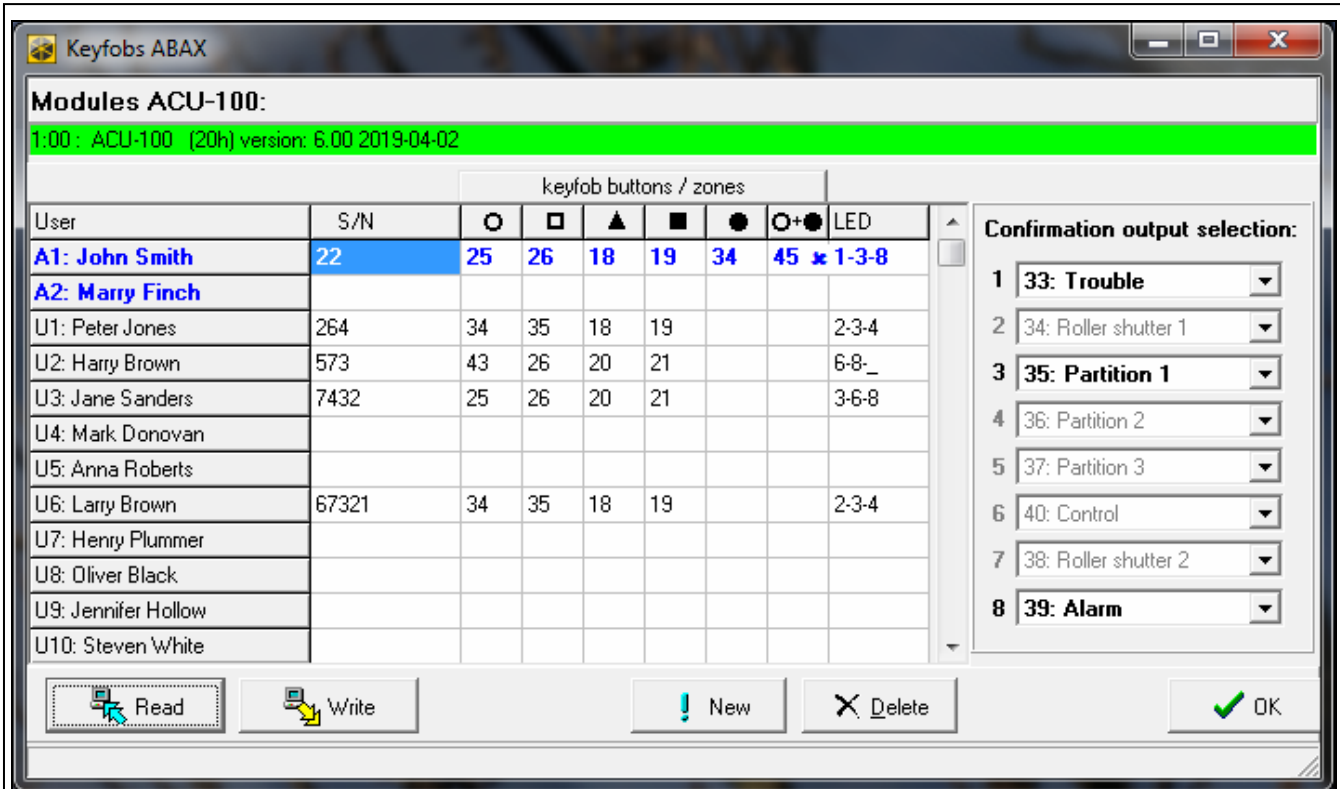 Keyfobs ABAX
Modules ACU-100:
1:00 : ACU-100 (20h) version: 6.00 2019-04-02
keyfob buttons / zones
User S/N O+● LED
A1: John Smith 22 25 26 18 19 34 45 * 1-3-8
A2: Marry Finch
U1: Peter Jones 264 34 35 18 19 2-3-4
U2: Harry Brown 573 43 26 20 21 6-8-_
U3: Jane Sanders 7432 25 26 20 21 3-6-8
U4: Mark Donovan
U5: Anna Roberts
U6: Larry Brown 67321 34 35 18 19 2-3-4
U7: Henry Plummer
U8: Oliver Black
U9: Jennifer Hollow
U10: Steven White
Confirmation output selection:
1 33: Trouble
2 34: Roller shutter 1
3 35: Partition 1
4 36: Partition 2
5 37: Partition 3
6 40: Control
7 38: Roller shutter 2
8 39: Alarm
Read Write New Delete OK